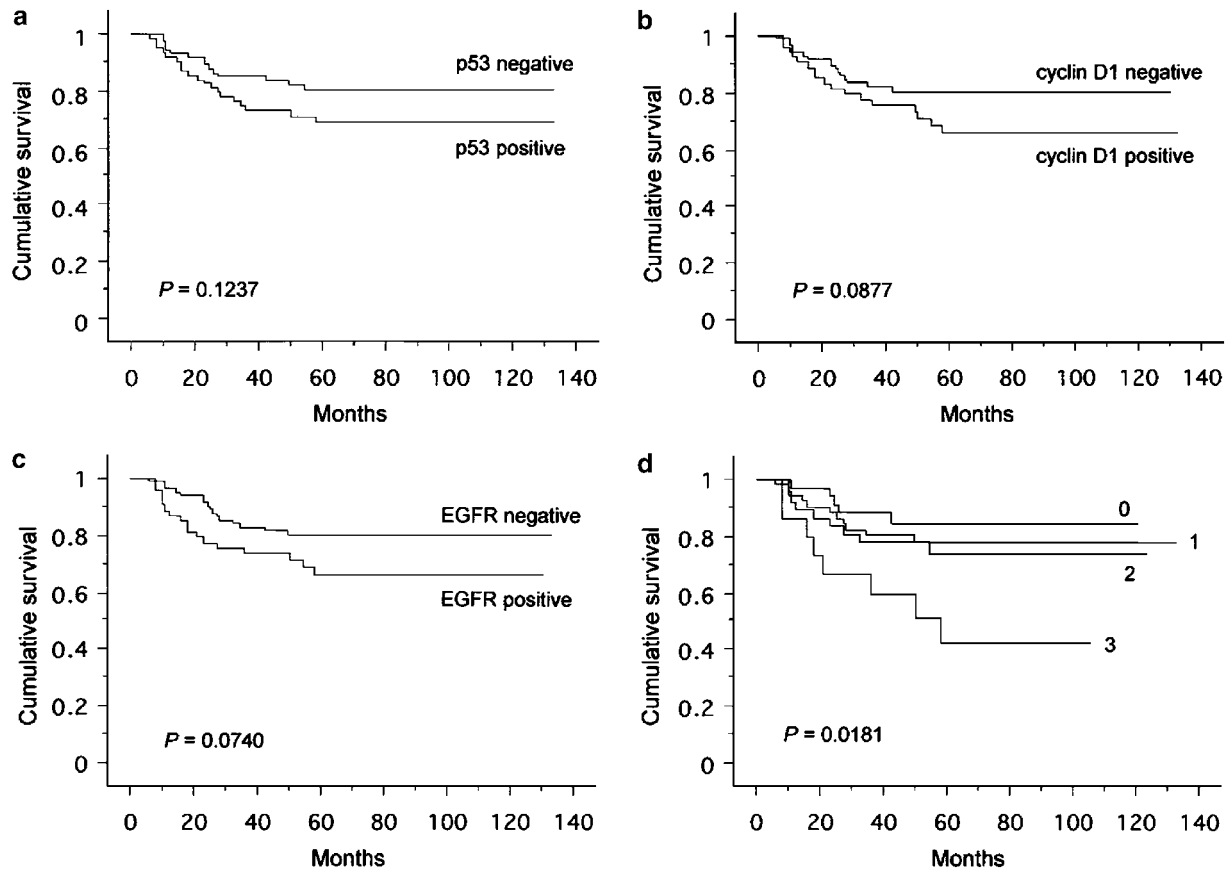 a
Cumulative survival
1
0.8
0.6
0.4
0.2
0
p53 negative
p53 positive
P = 0.1237
0 20 40 60 80 100 120 140
Months
b
Cumulative survival
1
0.8
0.6
0.4
0.2
0
cyclin D1 negative
cyclin D1 positive
P = 0.0877
0 20 40 60 80 100 120 140
Months
c
Cumulative survival
1
0.8
0.6
0.4
0.2
0
EGFR negative
EGFR positive
P = 0.0740
0 20 40 60 80 100 120 140
Months
d
Cumulative survival
1
0.8
0.6
0.4
0.2
0
0
1
2
3
P = 0.0181
0 20 40 60 80 100 120 140
Months